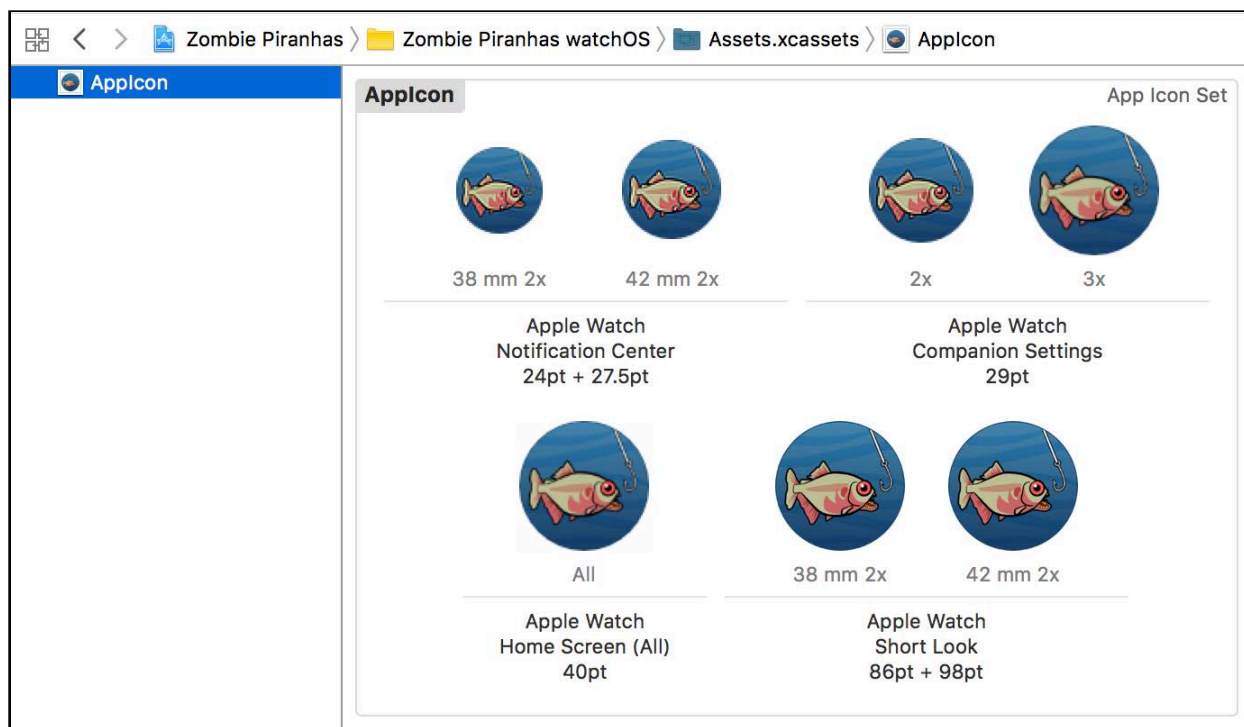 Zombie Piranhas Zombie Piranhas watchOS Assets.xcassets AppIcon
AppIcon
AppIcon App Icon Set
38 mm 2x 42 mm 2x 2x 3x
Apple Watch
Notification Center
24pt + 27.5pt
Apple Watch
Companion Settings
29pt
All 38 mm 2x 42 mm 2x
Apple Watch
Home Screen (All)
40pt
Apple Watch
Short Look
86pt + 98pt